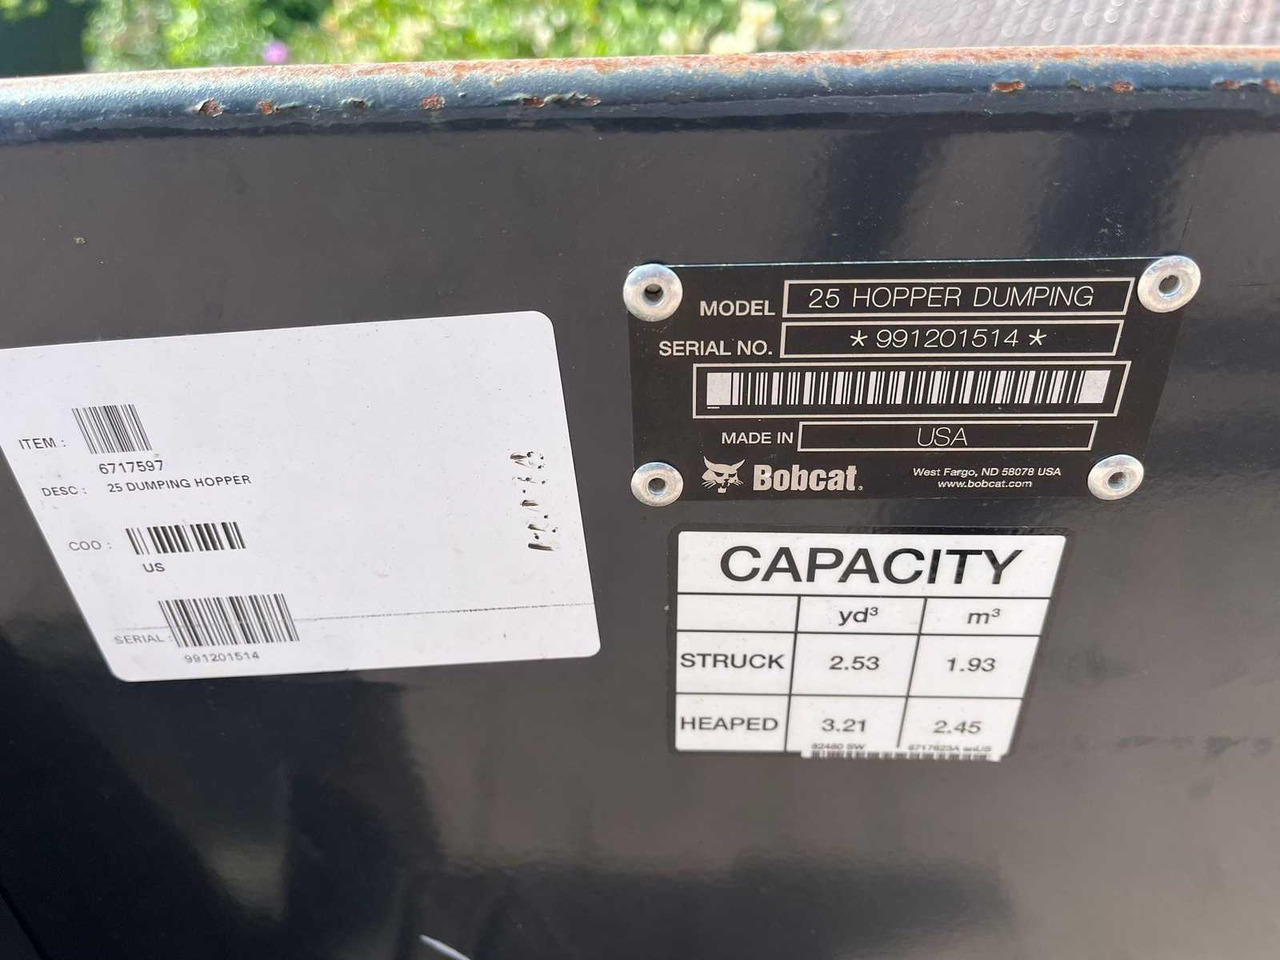 MODEL 25 HOPPER DUMPING
SERIAL NO. *991201514*
MADE IN USA
Bobcat.
West Fargo, ND 58078 USA
www.bobcat.com
ITEM :
6717597
DESC : 25 DUMPING HOPPER
COO :
US
SERIAL :
991201514
CAPACITY
yd³ m³
STRUCK 2.53 1.93
HEAPED 3.21 2.45